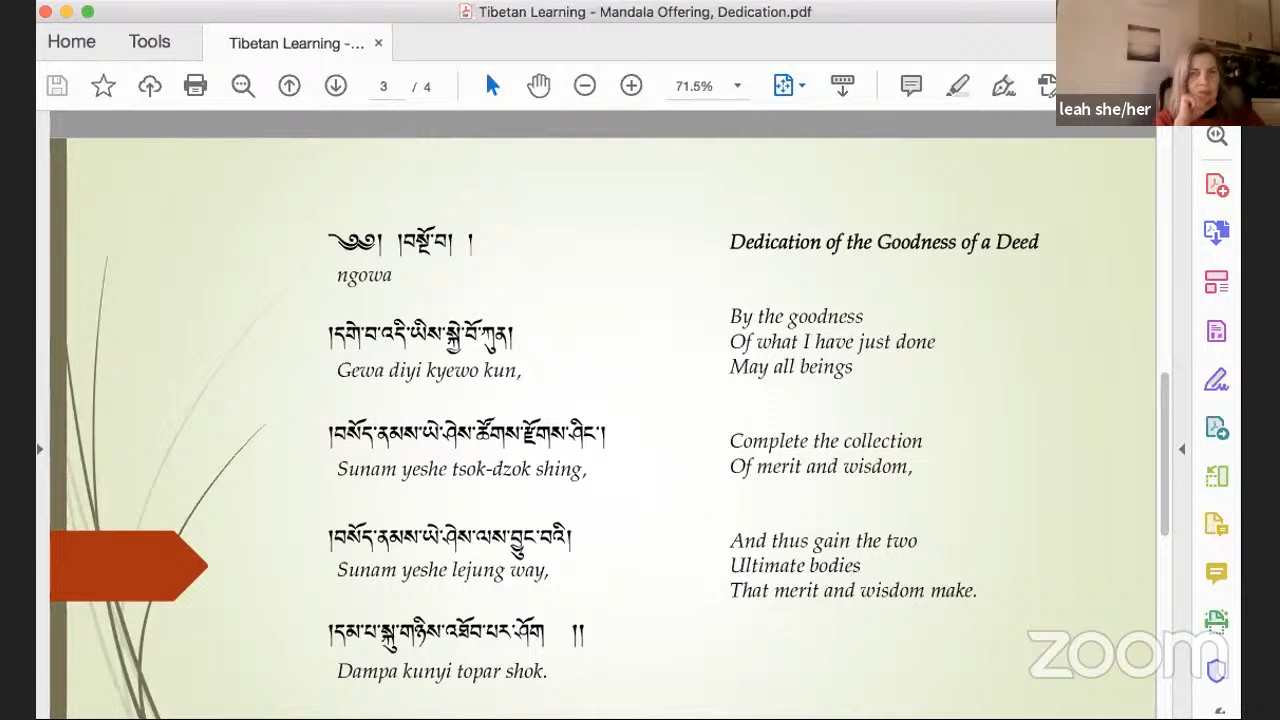 Tibetan Learning - Mandala Offering, Dedication.pdf
Home
Tools
Tibetan Learning -... ×
3 / 4
71.5%
leah she/her
༄༅། །བསྔོ་བ། །
ngowa
།དགེ་བ་འདི་ཡིས་སྐྱེ་བོ་ཀུན།
Gewa diyi kyewo kun,
།བསོད་ནམས་ཡེ་ཤེས་ཚོགས་རྫོགས་ཤིང་།
Sunam yeshe tsok-dzok shing,
།བསོད་ནམས་ཡེ་ཤེས་ལས་བྱུང་བའི།
Sunam yeshe lejung way,
།དམ་པ་སྐུ་གཉིས་འཐོབ་པར་ཤོག །།
Dampa kunyi topar shok.
Dedication of the Goodness of a Deed
By the goodness
Of what I have just done
May all beings
Complete the collection
Of merit and wisdom,
And thus gain the two
Ultimate bodies
That merit and wisdom make.
zoom